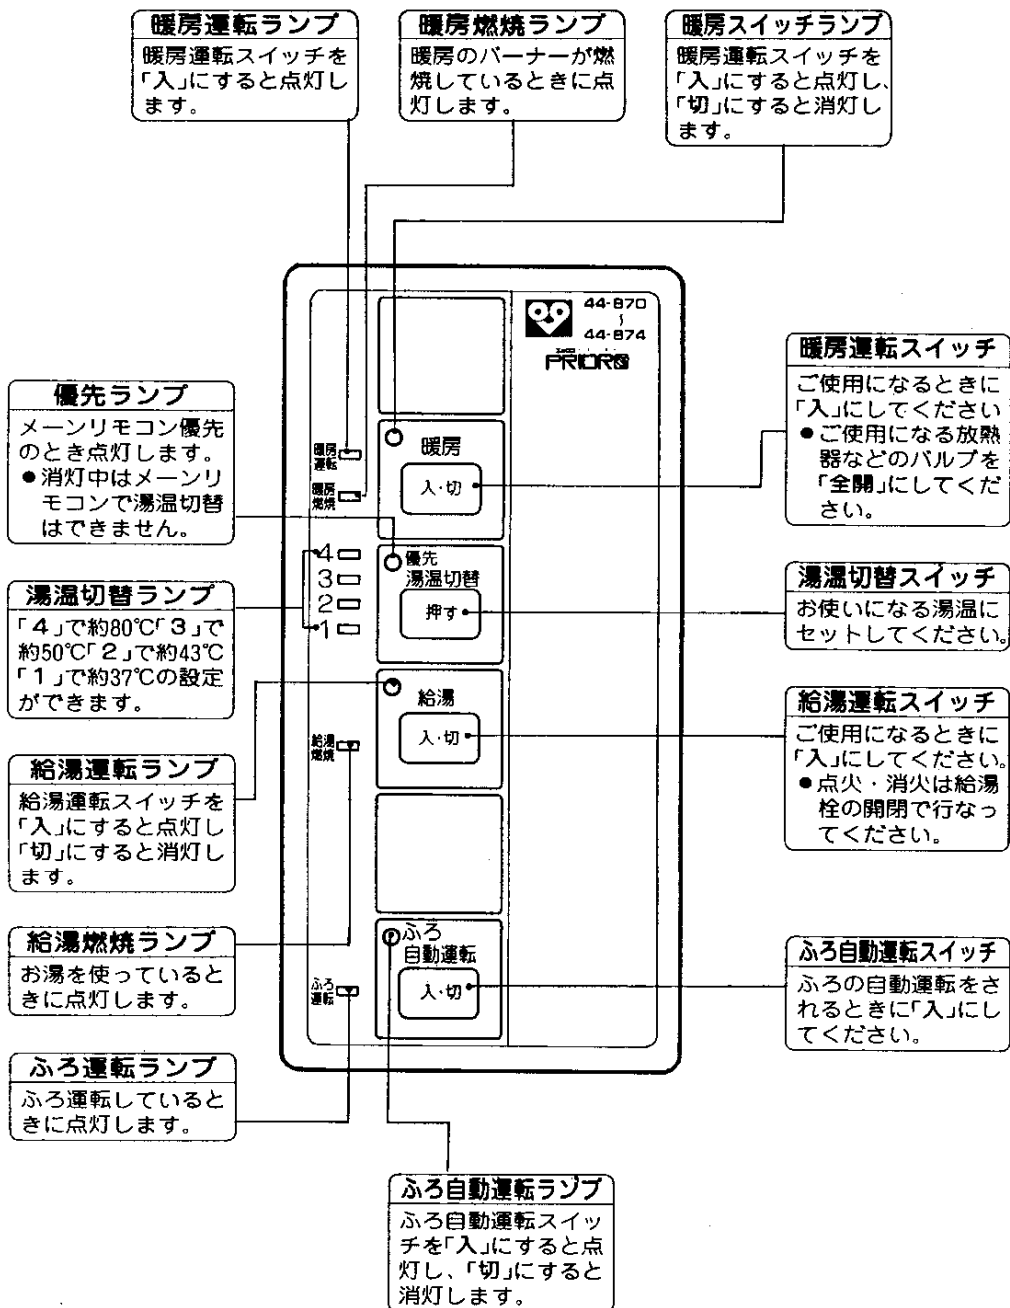 暖房運転ランプ
暖房運転スイッチを
「入」にすると点灯し
ます。
暖房燃焼ランプ
暖房のバーナーが燃
焼しているときに点
灯します。
暖房スイッチランプ
暖房運転スイッチを
「入」にすると点灯し、
「切」にすると消灯し
ます。
優先ランプ
メーンリモコン優先
のとき点灯します。
●消灯中はメーンリ
モコンで湯温切替
はできません。
湯温切替ランプ
「4」で約80℃「3」で
約50℃「2」で約43℃
「1」で約37℃の設定
ができます。
給湯運転ランプ
給湯運転スイッチを
「入」にすると点灯し
「切」にすると消灯し
ます。
給湯燃焼ランプ
お湯を使っていると
きに点灯します。
ふろ運転ランプ
ふろ運転していると
きに点灯します。
44-870
〜
44-874
PRIORO
暖房
運転
暖房
燃焼
暖房
入・切
4
3
2
1
優先
湯温切替
押す
給湯
入・切
給湯
燃焼
ふろ
自動運転
入・切
ふろ
運転
暖房運転スイッチ
ご使用になるときに
「入」にしてください
●ご使用になる放熱
器などのバルブを
「全開」にしてくだ
さい。
湯温切替スイッチ
お使いになる湯温に
セットしてください。
給湯運転スイッチ
ご使用になるときに
「入」にしてください。
●点火・消火は給湯
栓の開閉で行なっ
てください。
ふろ自動運転スイッチ
ふろの自動運転をさ
れるときに「入」にし
てください。
ふろ自動運転ランプ
ふろ自動運転スイッ
チを「入」にすると点
灯し、「切」にすると
消灯します。